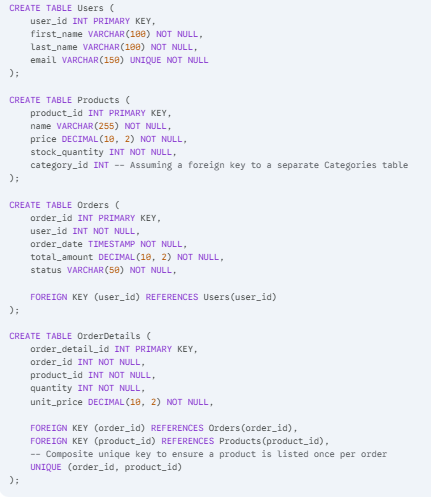 CREATE TABLE Users (
    user_id INT PRIMARY KEY,
    first_name VARCHAR(100) NOT NULL,
    last_name VARCHAR(100) NOT NULL,
    email VARCHAR(150) UNIQUE NOT NULL
);

CREATE TABLE Products (
    product_id INT PRIMARY KEY,
    name VARCHAR(255) NOT NULL,
    price DECIMAL(10, 2) NOT NULL,
    stock_quantity INT NOT NULL,
    category_id INT -- Assuming a foreign key to a separate Categories table
);

CREATE TABLE Orders (
    order_id INT PRIMARY KEY,
    user_id INT NOT NULL,
    order_date TIMESTAMP NOT NULL,
    total_amount DECIMAL(10, 2) NOT NULL,
    status VARCHAR(50) NOT NULL,

    FOREIGN KEY (user_id) REFERENCES Users(user_id)
);

CREATE TABLE OrderDetails (
    order_detail_id INT PRIMARY KEY,
    order_id INT NOT NULL,
    product_id INT NOT NULL,
    quantity INT NOT NULL,
    unit_price DECIMAL(10, 2) NOT NULL,

    FOREIGN KEY (order_id) REFERENCES Orders(order_id),
    FOREIGN KEY (product_id) REFERENCES Products(product_id),
    -- Composite unique key to ensure a product is listed once per order
    UNIQUE (order_id, product_id)
);